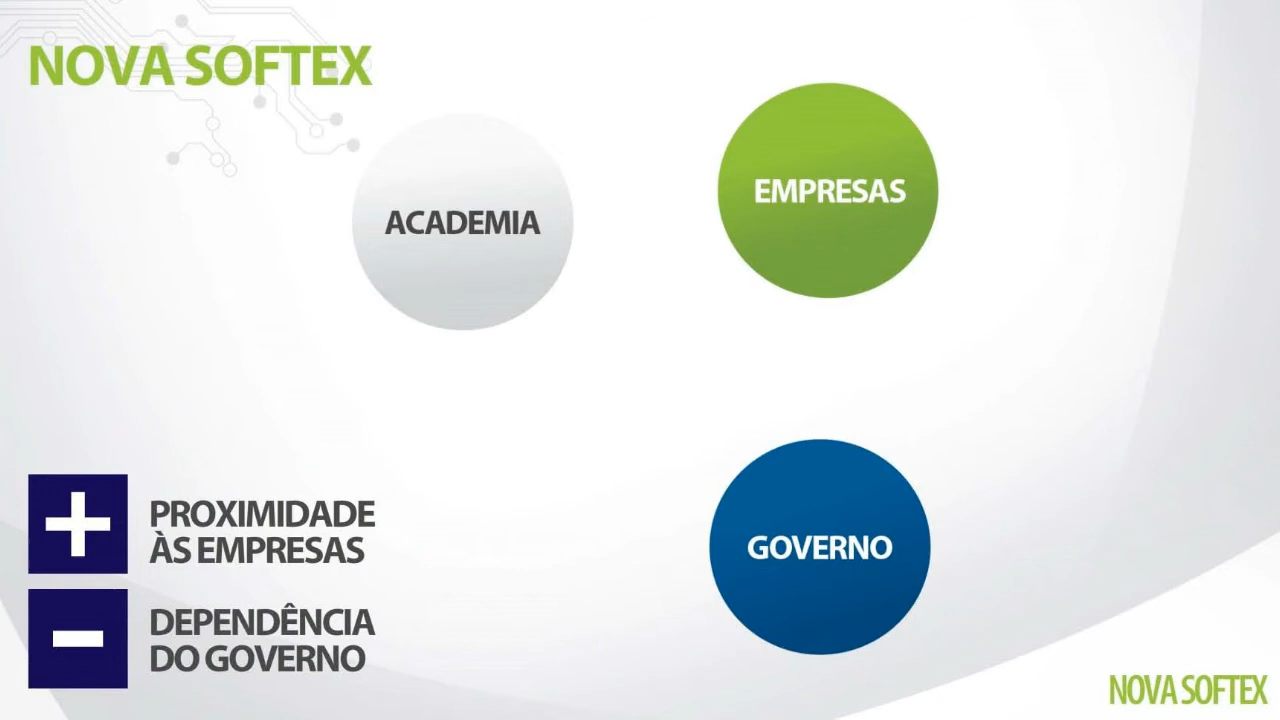 NOVA SOFTEX
ACADEMIA
EMPRESAS
GOVERNO
PROXIMIDADE
ÀS EMPRESAS
DEPENDÊNCIA
DO GOVERNO
NOVA SOFTEX